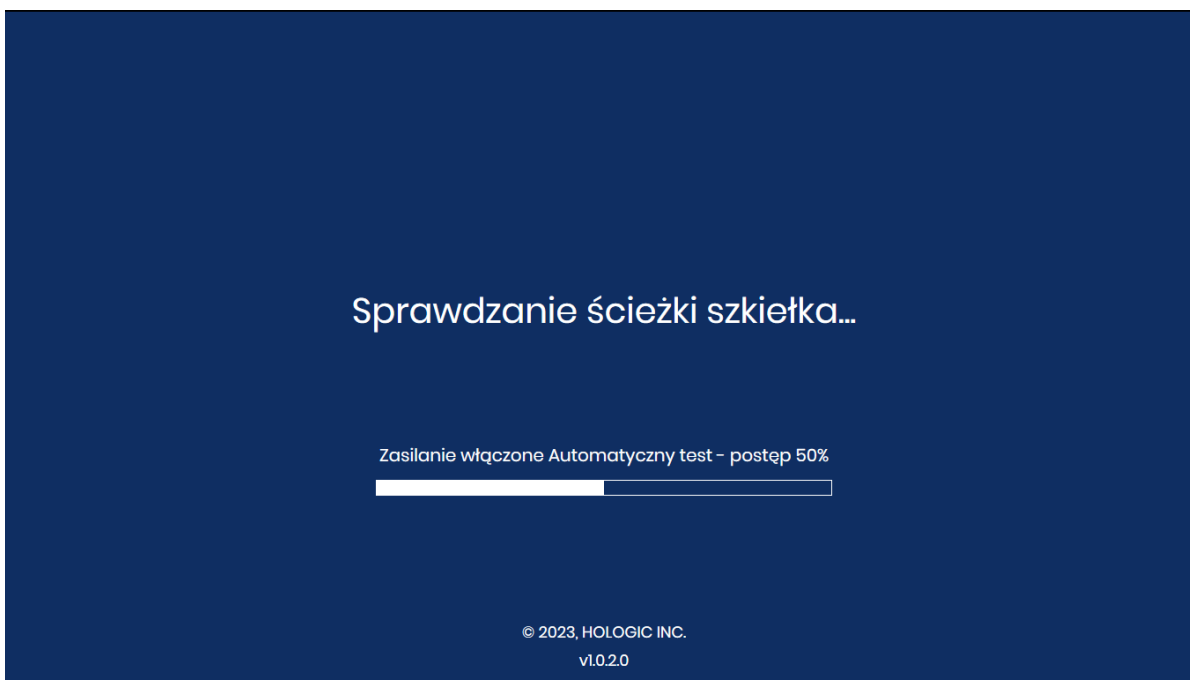 Sprawdzanie ścieżki szkiełka...
Zasilanie włączone Automatyczny test - postęp 50%
© 2023, HOLOGIC INC.
v1.0.2.0